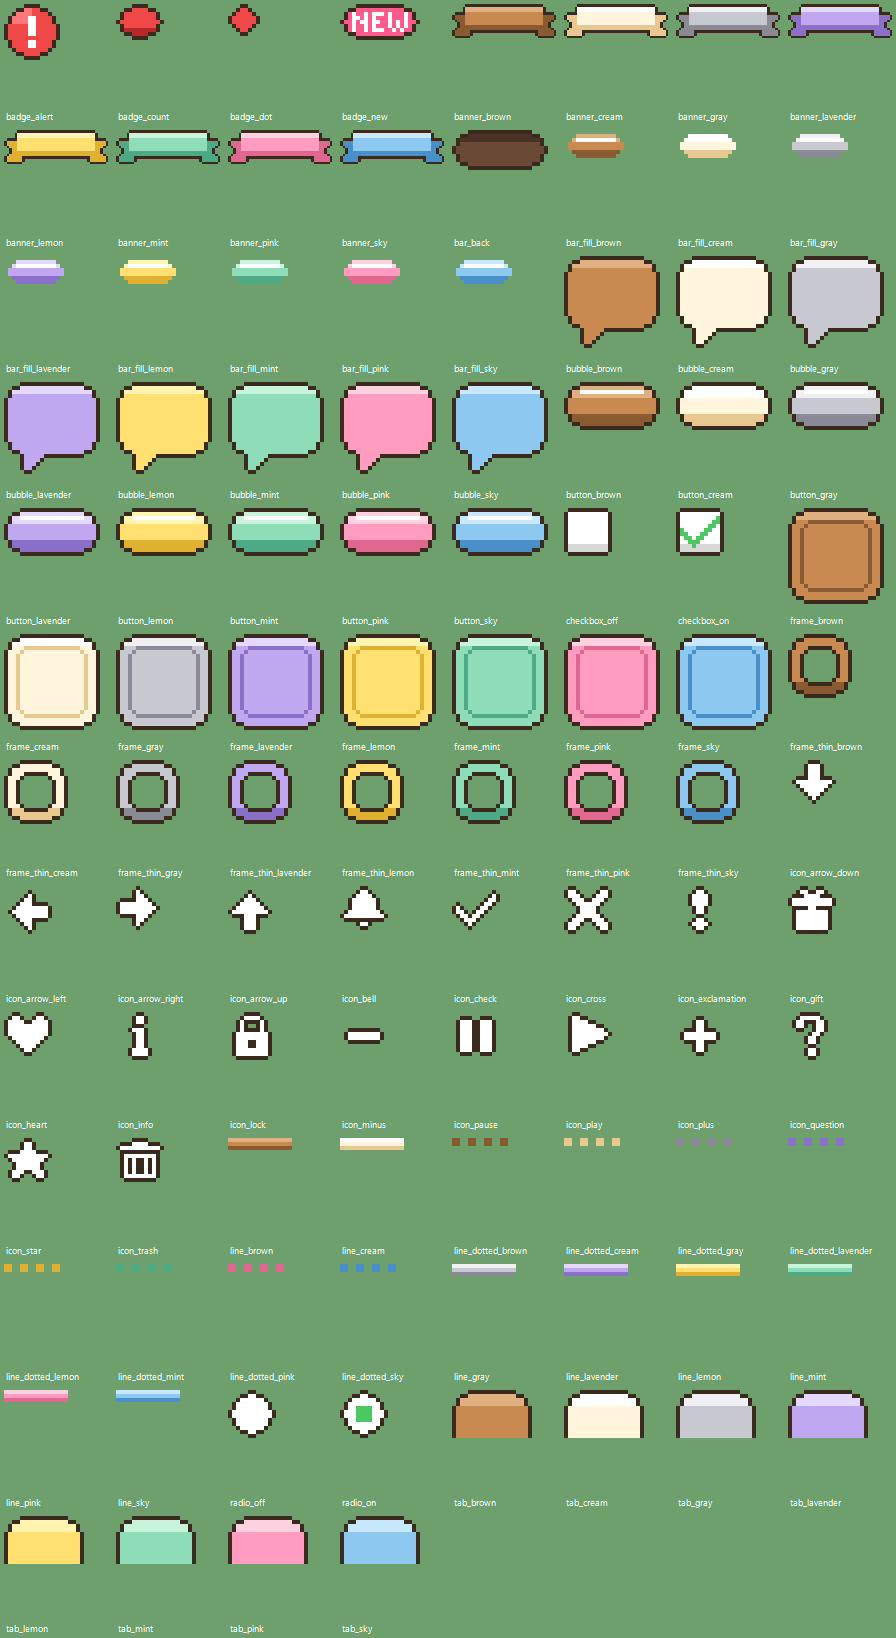 !
NEW
badge_alert badge_count badge_dot badge_new banner_brown banner_cream banner_gray banner_lavender
banner_lemon banner_mint banner_pink banner_sky bar_back bar_fill_brown bar_fill_cream bar_fill_gray
bar_fill_lavender bar_fill_lemon bar_fill_mint bar_fill_pink bar_fill_sky bubble_brown bubble_cream bubble_gray
bubble_lavender bubble_lemon bubble_mint bubble_pink bubble_sky button_brown button_cream button_gray
button_lavender button_lemon button_mint button_pink button_sky checkbox_off checkbox_on frame_brown
frame_cream frame_gray frame_lavender frame_lemon frame_mint frame_pink frame_sky frame_thin_brown
frame_thin_cream frame_thin_gray frame_thin_lavender frame_thin_lemon frame_thin_mint frame_thin_pink frame_thin_sky icon_arrow_down
!
icon_arrow_left icon_arrow_right icon_arrow_up icon_bell icon_check icon_cross icon_exclamation icon_gift
i
?
icon_heart icon_info icon_lock icon_minus icon_pause icon_play icon_plus icon_question
icon_star icon_trash line_brown line_cream line_dotted_brown line_dotted_cream line_dotted_gray line_dotted_lavender
line_dotted_lemon line_dotted_mint line_dotted_pink line_dotted_sky line_gray line_lavender line_lemon line_mint
line_pink line_sky radio_off radio_on tab_brown tab_cream tab_gray tab_lavender
tab_lemon tab_mint tab_pink tab_sky